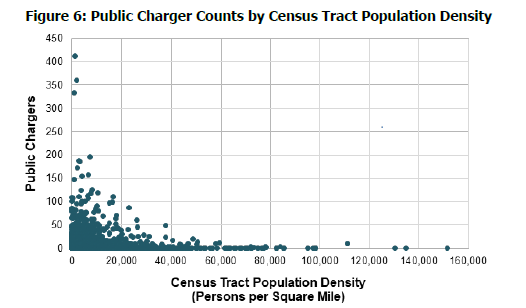 Figure 6: Public Charger Counts by Census Tract Population Density
450
400
350
300
250
200
150
100
50
0
Public Chargers
0 20,000 40,000 60,000 80,000 100,000 120,000 140,000 160,000
Census Tract Population Density
(Persons per Square Mile)